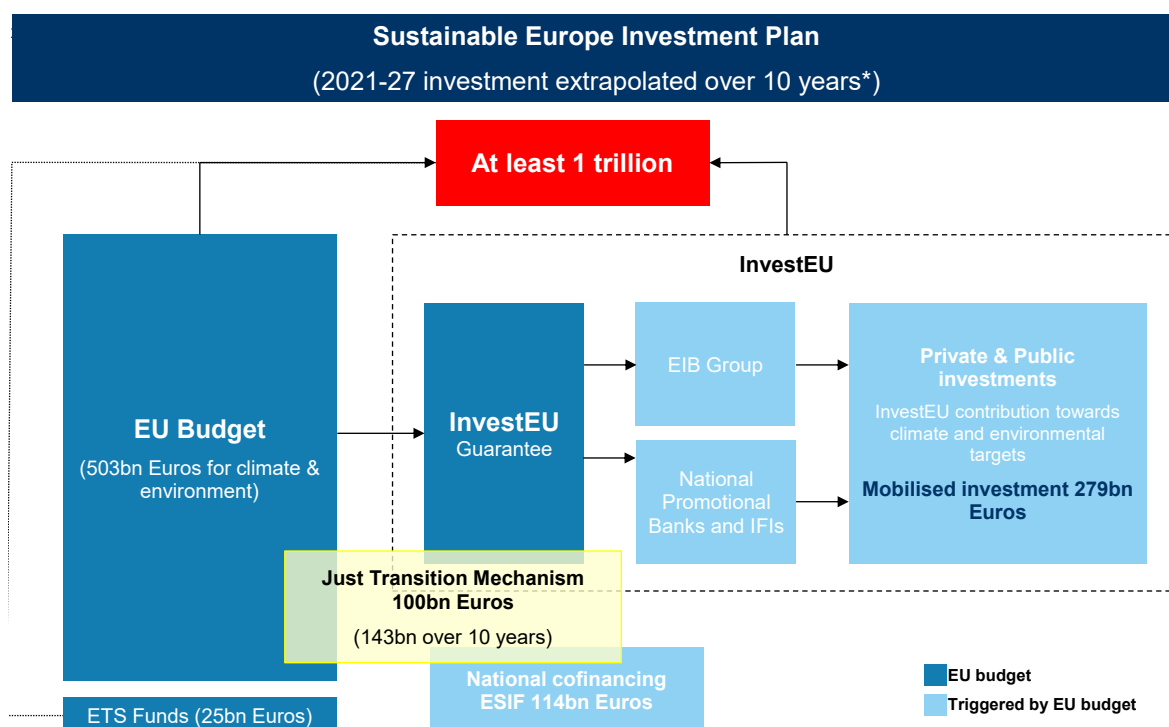 Sustainable Europe Investment Plan
(2021-27 investment extrapolated over 10 years*)
At least 1 trillion
InvestEU
EU Budget
(503bn Euros for climate &
environment)
InvestEU
Guarantee
EIB Group
National
Promotional
Banks and IFIs
Private & Public
investments
InvestEU contribution towards
climate and environmental
targets
Mobilised investment 279bn
Euros
Just Transition Mechanism
100bn Euros
(143bn over 10 years)
National cofinancing
ESIF 114bn Euros
ETS Funds (25bn Euros)
EU budget
Triggered by EU budget